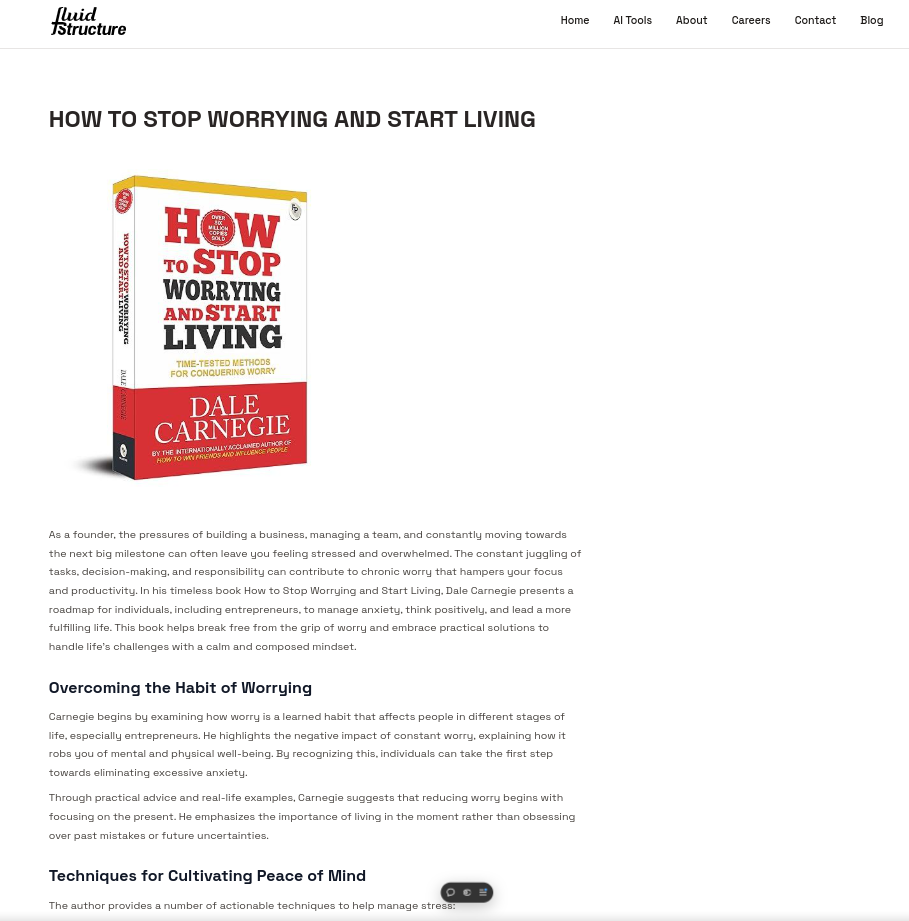 fluid
Structure
Home AI Tools About Careers Contact Blog
HOW TO STOP WORRYING AND START LIVING
HOW
OVER
SIX
MILLION
COPIES
SOLD
TO STOP
WORRYING
AND START
LIVING
TIME-TESTED METHODS
FOR CONQUERING WORRY
DALE
CARNEGIE
BY THE INTERNATIONALLY ACCLAIMED AUTHOR OF
HOW TO WIN FRIENDS AND INFLUENCE PEOPLE
HOW TO STOP WORRYING
AND START LIVING
DALE CARNEGIE
As a founder, the pressures of building a business, managing a team, and constantly moving towards
the next big milestone can often leave you feeling stressed and overwhelmed. The constant juggling of
tasks, decision-making, and responsibility can contribute to chronic worry that hampers your focus
and productivity. In his timeless book How to Stop Worrying and Start Living, Dale Carnegie presents a
roadmap for individuals, including entrepreneurs, to manage anxiety, think positively, and lead a more
fulfilling life. This book helps break free from the grip of worry and embrace practical solutions to
handle life's challenges with a calm and composed mindset.
Overcoming the Habit of Worrying
Carnegie begins by examining how worry is a learned habit that affects people in different stages of
life, especially entrepreneurs. He highlights the negative impact of constant worry, explaining how it
robs you of mental and physical well-being. By recognizing this, individuals can take the first step
towards eliminating excessive anxiety.
Through practical advice and real-life examples, Carnegie suggests that reducing worry begins with
focusing on the present. He emphasizes the importance of living in the moment rather than obsessing
over past mistakes or future uncertainties.
Techniques for Cultivating Peace of Mind
The author provides a number of actionable techniques to help manage stress: